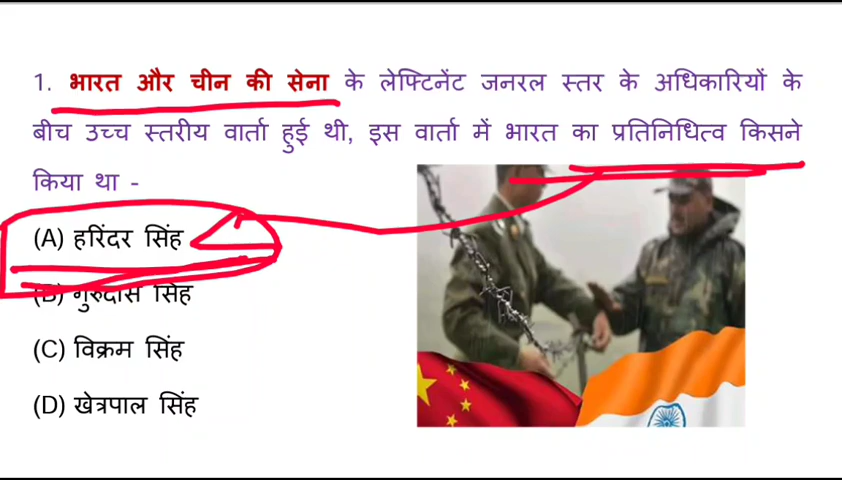 1. भारत और चीन की सेना के लेफ्टिनेंट जनरल स्तर के अधिकारियों के
बीच उच्च स्तरीय वार्ता हुई थी, इस वार्ता में भारत का प्रतिनिधित्व किसने
किया था -
(A) हरिंदर सिंह
(B) गुरुदास सिंह
(C) विक्रम सिंह
(D) खेत्रपाल सिंह